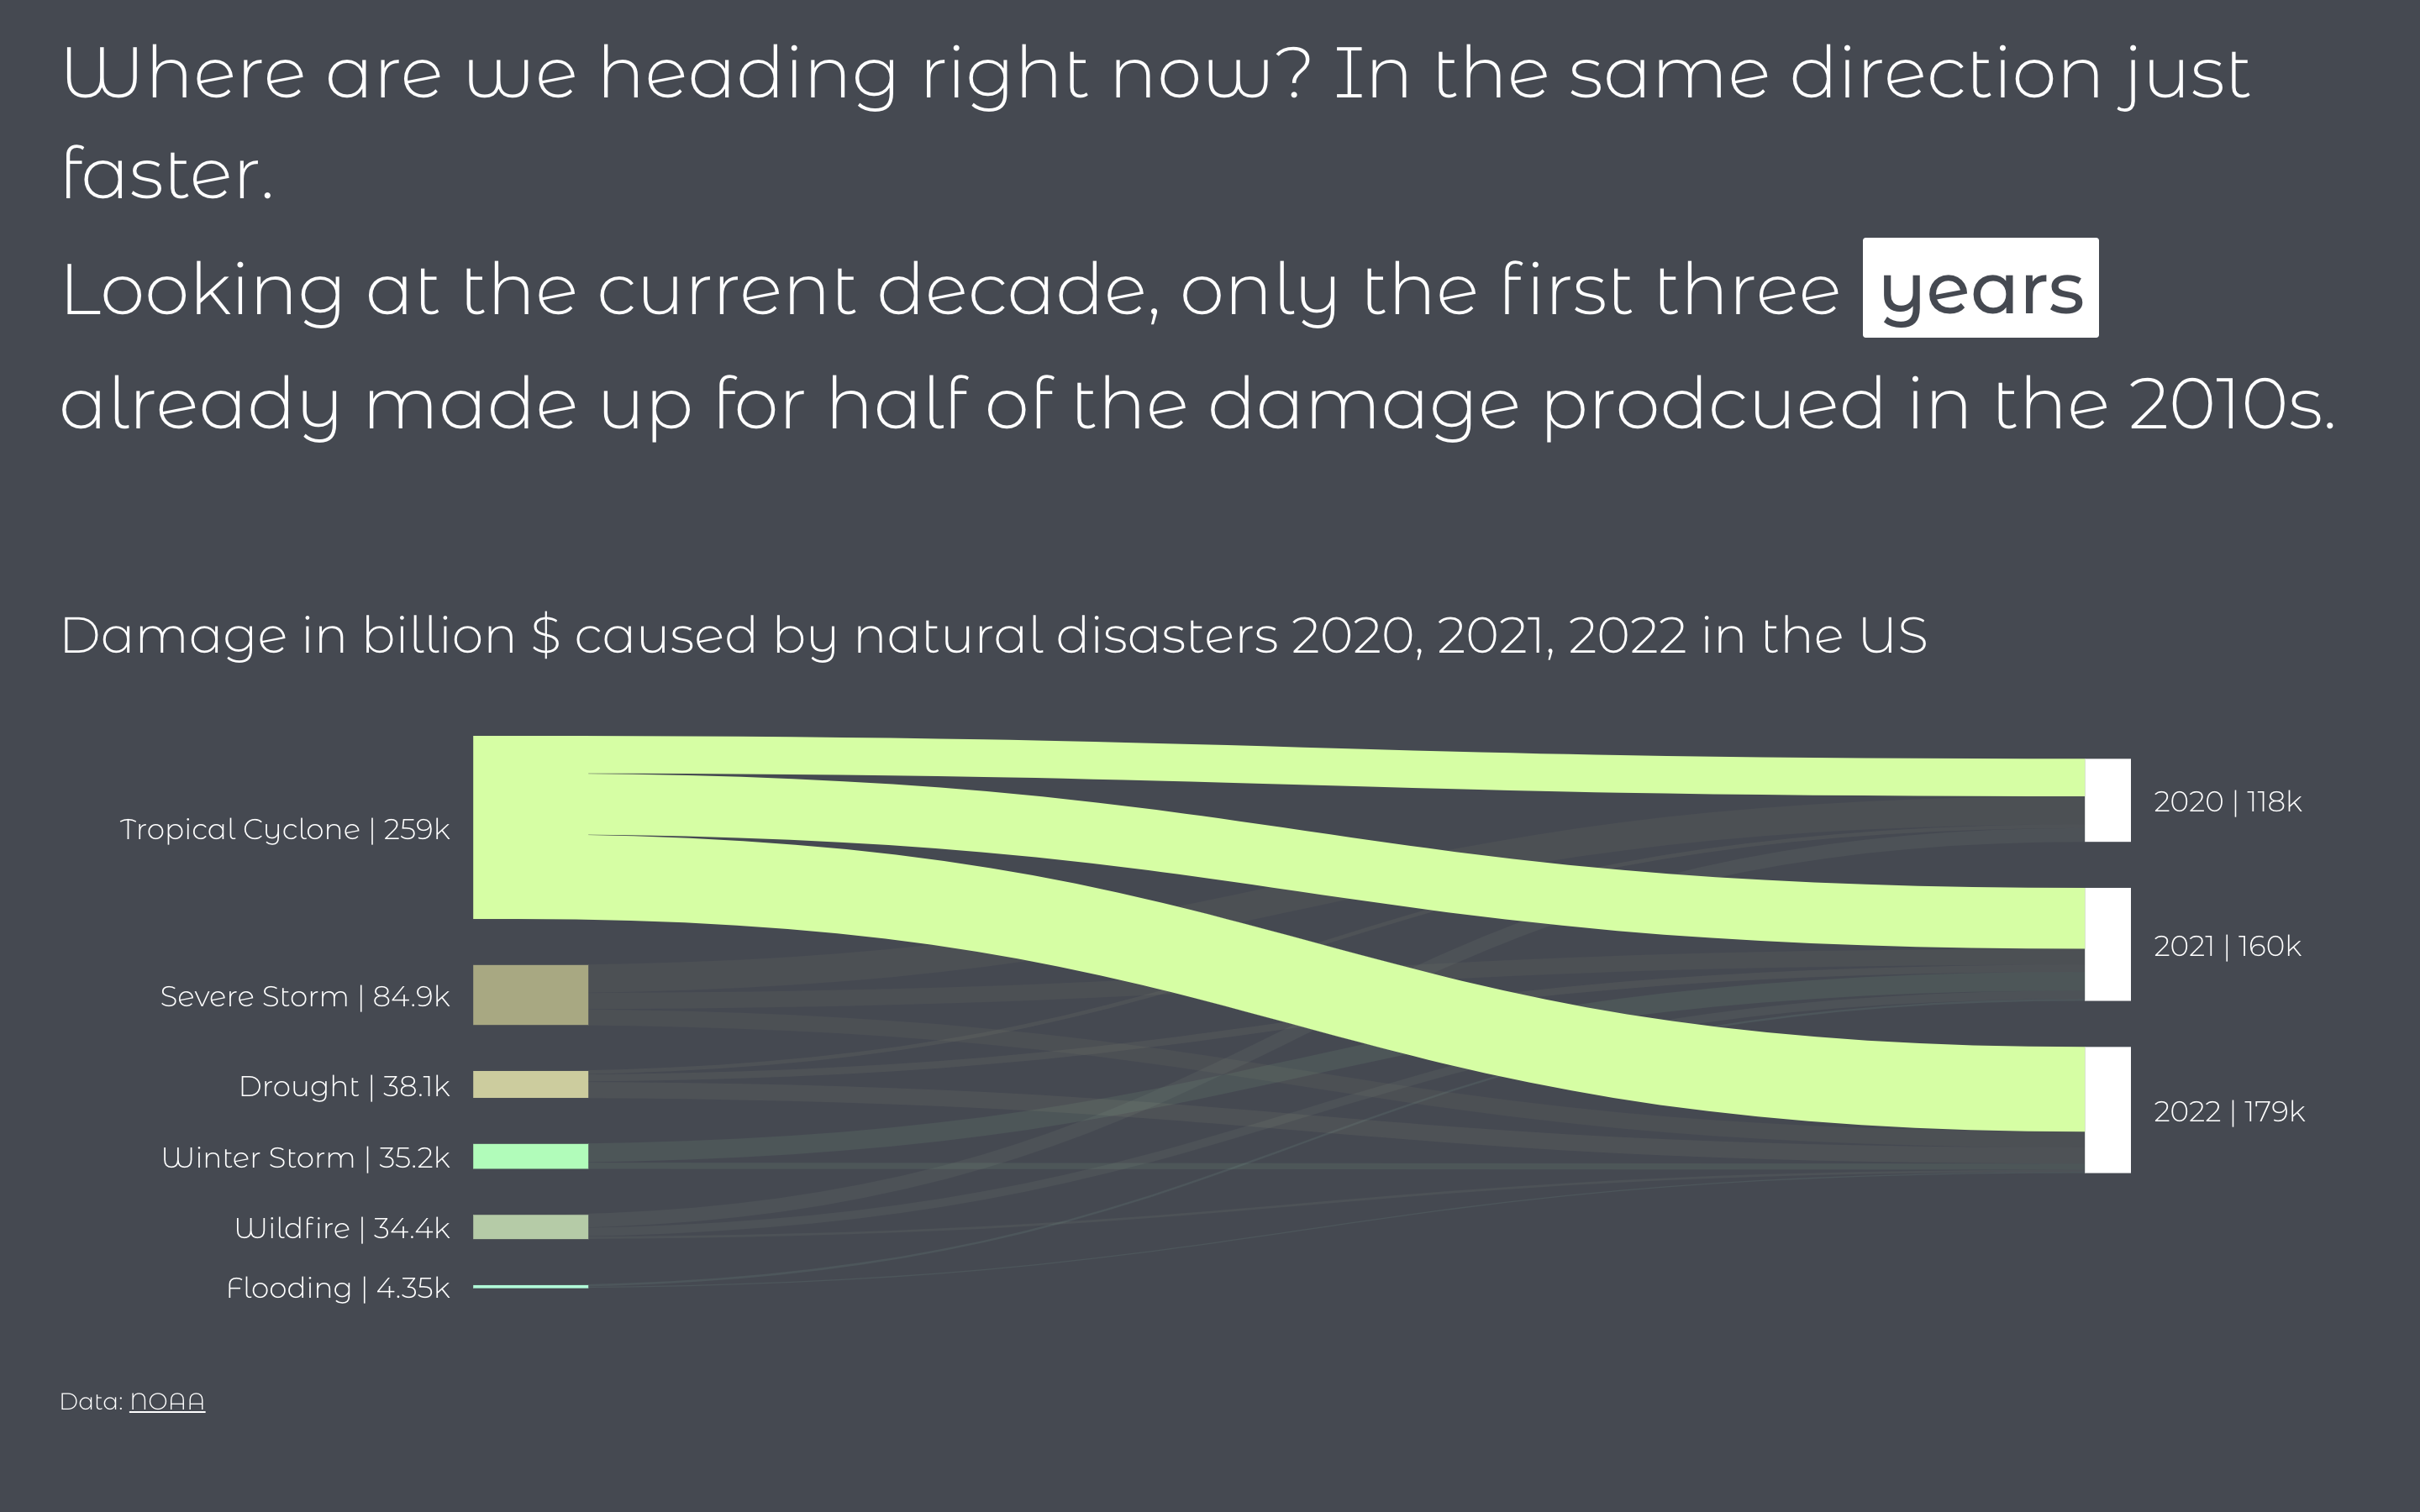 Where are we heading right now? In the same direction just
faster.
Looking at the current decade, only the first three years
already made up for half of the damage prodcued in the 2010s.
Damage in billion $ caused by natural disasters 2020, 2021, 2022 in the US
Tropical Cyclone | 259k
Severe Storm | 84.9k
Drought | 38.1k
Winter Storm | 35.2k
Wildfire | 34.4k
Flooding | 4.35k
2020 | 118k
2021 | 160k
2022 | 179k
Data: NOAA